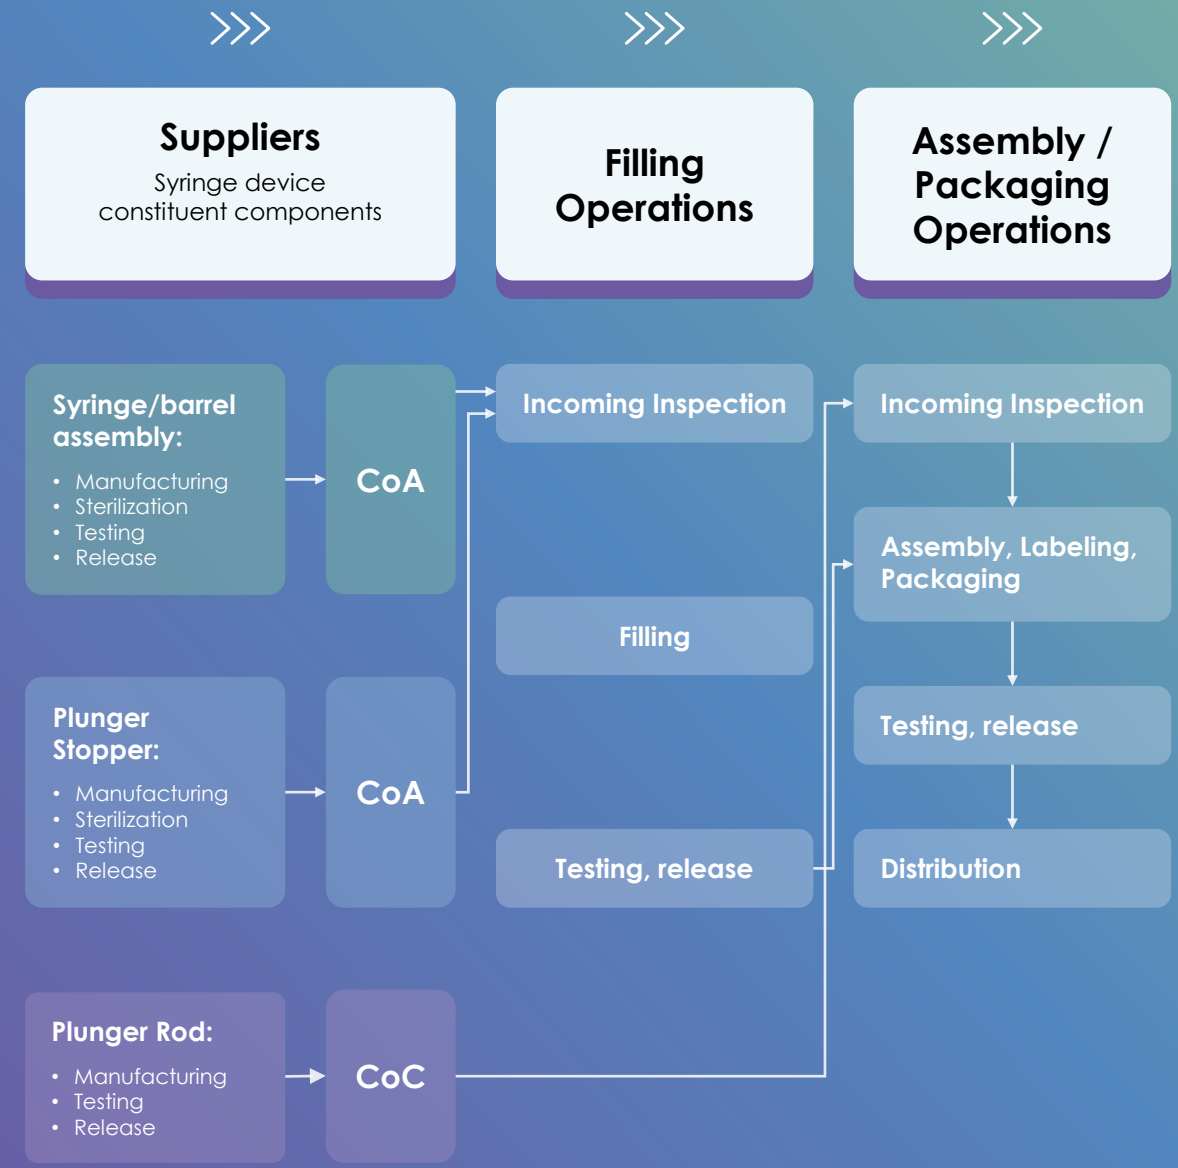 Suppliers
Syringe device
constituent components
Filling
Operations
Assembly /
Packaging
Operations
Syringe/barrel
assembly:
• Manufacturing
• Sterilization
• Testing
• Release
CoA
Incoming Inspection
Incoming Inspection
Assembly, Labeling,
Packaging
Filling
Plunger
Stopper:
• Manufacturing
• Sterilization
• Testing
• Release
CoA
Testing, release
Testing, release
Distribution
Plunger Rod:
• Manufacturing
• Testing
• Release
CoC